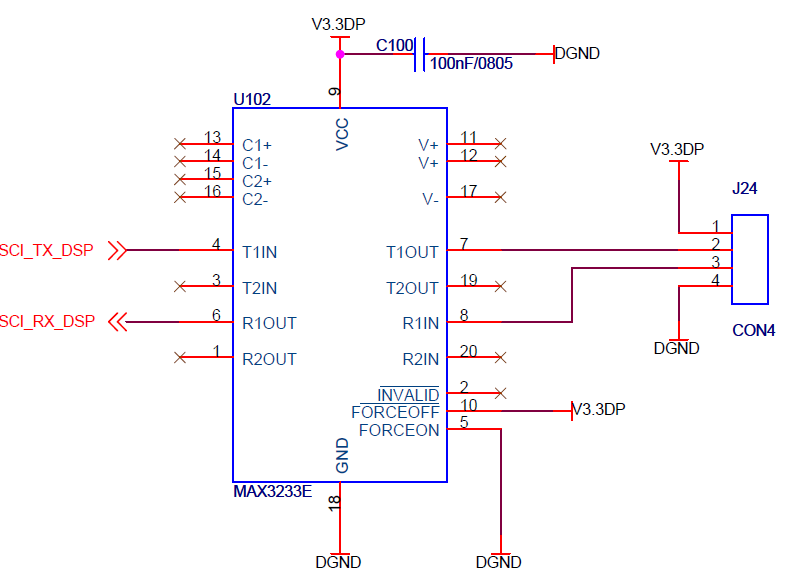 V3.3DP
C100
100nF/0805
DGND
9
U102
VCC
13 C1+
14 C1-
15 C2+
16 C2-
V+ 11
V+ 12
V- 17
SCI_TX_DSP 4 T1IN
T1OUT 7
3 T2IN
T2OUT 19
SCI_RX_DSP 6 R1OUT
R1IN 8
1 R2OUT
R2IN 20
INVALID 2
FORCEOFF 10 V3.3DP
FORCEON 5
GND
MAX3233E
18
DGND
DGND
V3.3DP
J24
1
2
3
4
CON4
DGND